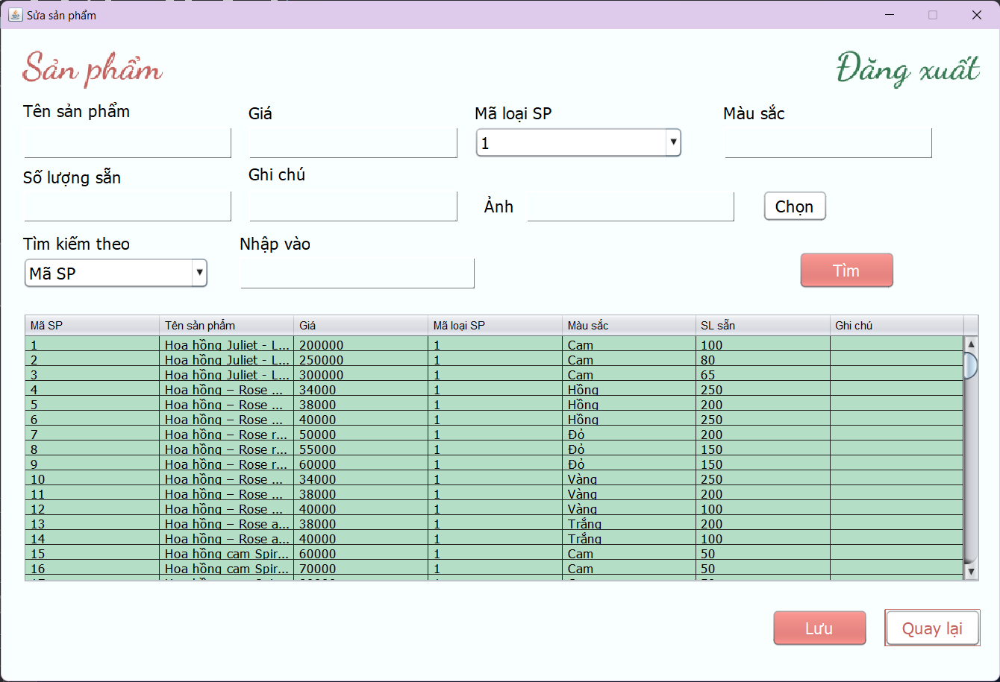 Sửa sản phẩm
Sản phẩm Đăng xuất
Tên sản phẩm Giá Mã loại SP Màu sắc
1
Số lượng sẵn Ghi chú
Ảnh Chọn
Tìm kiếm theo Nhập vào
Mã SP Tìm
Mã SP Tên sản phẩm Giá Mã loại SP Màu sắc SL sẵn Ghi chú
1 Hoa hồng Juliet - L... 200000 1 Cam 100
2 Hoa hồng Juliet - L... 250000 1 Cam 80
3 Hoa hồng Juliet - L... 300000 1 Cam 65
4 Hoa hồng – Rose ... 34000 1 Hồng 250
5 Hoa hồng – Rose ... 38000 1 Hồng 200
6 Hoa hồng – Rose ... 40000 1 Hồng 250
7 Hoa hồng – Rose r... 50000 1 Đỏ 200
8 Hoa hồng – Rose r... 55000 1 Đỏ 150
9 Hoa hồng – Rose r... 60000 1 Đỏ 150
10 Hoa hồng – Rose ... 34000 1 Vàng 250
11 Hoa hồng – Rose ... 38000 1 Vàng 200
12 Hoa hồng – Rose ... 40000 1 Vàng 100
13 Hoa hồng – Rose a... 38000 1 Trắng 200
14 Hoa hồng – Rose a... 40000 1 Trắng 100
15 Hoa hồng cam Spir... 60000 1 Cam 50
16 Hoa hồng cam Spir... 70000 1 Cam 50
Lưu Quay lại